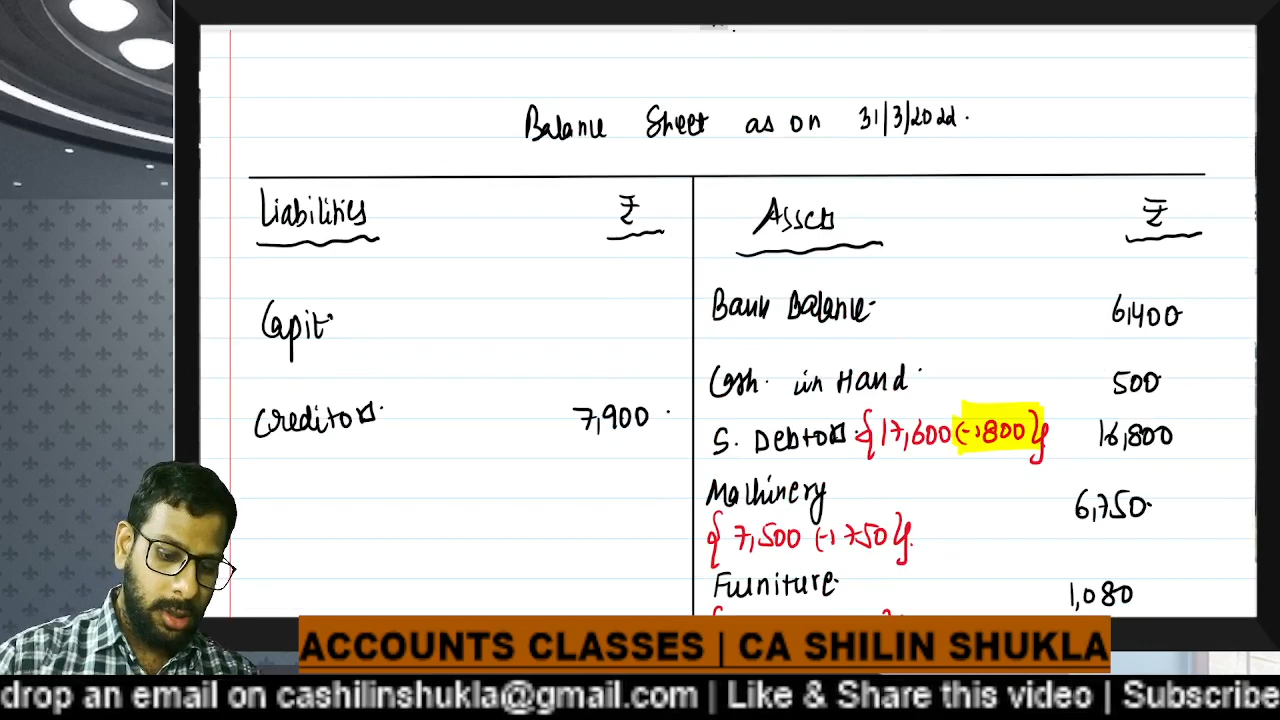 Balance Sheet as on 31/3/2022.
Liabilities ₹ Assets ₹
Capit
Bank Balance 6,400
Cash in Hand 500
Creditors 7,900
S. Debtors {17,600 (-) 800} 16,800
Machinery 6,750
{7,500 (-) 750}
Furniture 1,080
ACCOUNTS CLASSES | CA SHILIN SHUKLA
drop an email on cashilinshukla@gmail.com | Like & Share this video | Subscribe